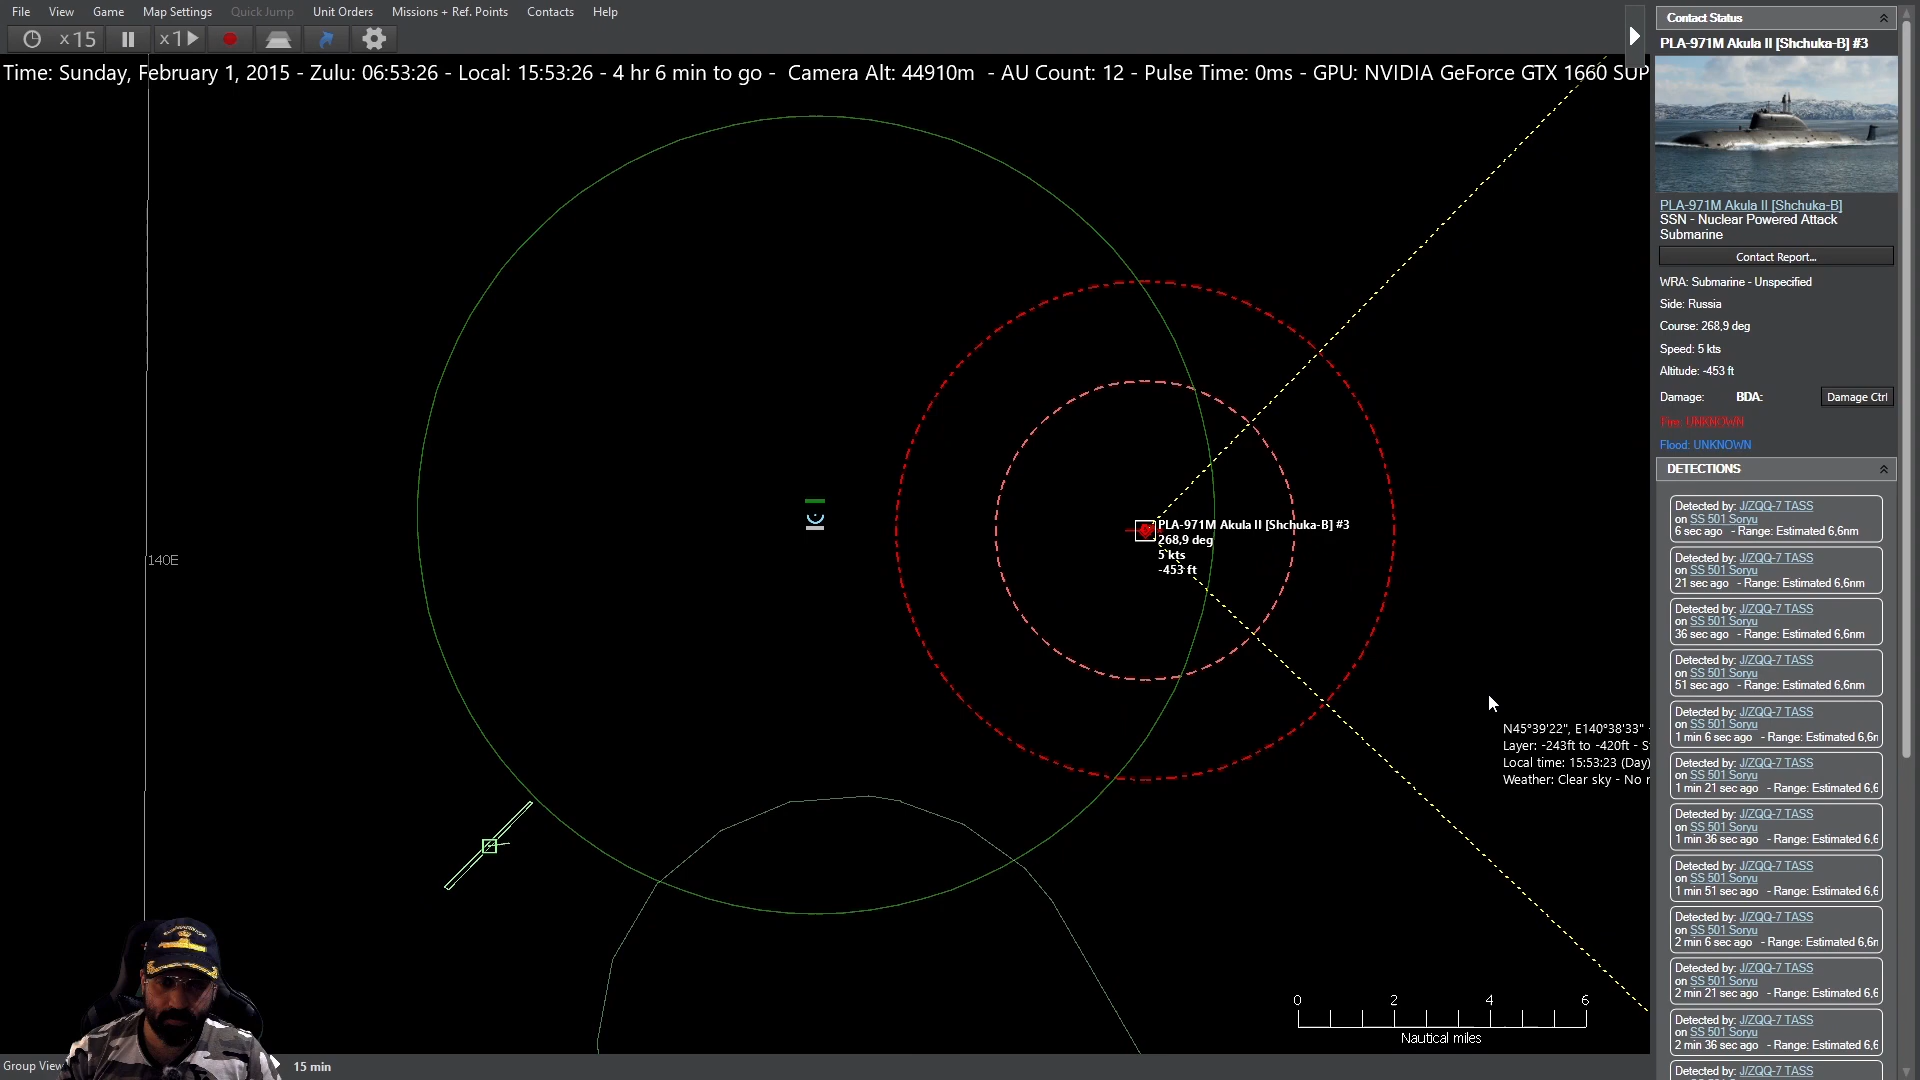 File View Game Map Settings Quick Jump Unit Orders Missions + Ref. Points Contacts Help
x15 x1
Time: Sunday, February 1, 2015 - Zulu: 06:53:26 - Local: 15:53:26 - 4 hr 6 min to go - Camera Alt: 44910m - AU Count: 12 - Pulse Time: 0ms - GPU: NVIDIA GeForce GTX 1660 SUP
140E
PLA-971M Akula II [Shchuka-B] #3
268,9 deg
5 kts
-453 ft
N45°39'22", E140°38'33" -
Layer: -243ft to -420ft - S
Local time: 15:53:23 (Day)
Weather: Clear sky - No
0 2 4 6
Nautical miles
Group View
15 min
Contact Status
PLA-971M Akula II [Shchuka-B] #3
PLA-971M Akula II [Shchuka-B]
SSN - Nuclear Powered Attack
Submarine
Contact Report...
WRA: Submarine - Unspecified
Side: Russia
Course: 268,9 deg
Speed: 5 kts
Altitude: -453 ft
Damage: BDA: Damage Ctrl
Fire: UNKNOWN
Flood: UNKNOWN
DETECTIONS
Detected by: J/ZQQ-7 TASS
on SS 501 Soryu
6 sec ago - Range: Estimated 6,6nm
Detected by: J/ZQQ-7 TASS
on SS 501 Soryu
21 sec ago - Range: Estimated 6,6nm
Detected by: J/ZQQ-7 TASS
on SS 501 Soryu
36 sec ago - Range: Estimated 6,6nm
Detected by: J/ZQQ-7 TASS
on SS 501 Soryu
51 sec ago - Range: Estimated 6,6nm
Detected by: J/ZQQ-7 TASS
on SS 501 Soryu
1 min 6 sec ago - Range: Estimated 6,6n
Detected by: J/ZQQ-7 TASS
on SS 501 Soryu
1 min 21 sec ago - Range: Estimated 6,6
Detected by: J/ZQQ-7 TASS
on SS 501 Soryu
1 min 36 sec ago - Range: Estimated 6,6
Detected by: J/ZQQ-7 TASS
on SS 501 Soryu
1 min 51 sec ago - Range: Estimated 6,6
Detected by: J/ZQQ-7 TASS
on SS 501 Soryu
2 min 6 sec ago - Range: Estimated 6,6n
Detected by: J/ZQQ-7 TASS
on SS 501 Soryu
2 min 21 sec ago - Range: Estimated 6,6
Detected by: J/ZQQ-7 TASS
on SS 501 Soryu
2 min 36 sec ago - Range: Estimated 6,6
Detected by: J/ZQQ-7 TASS